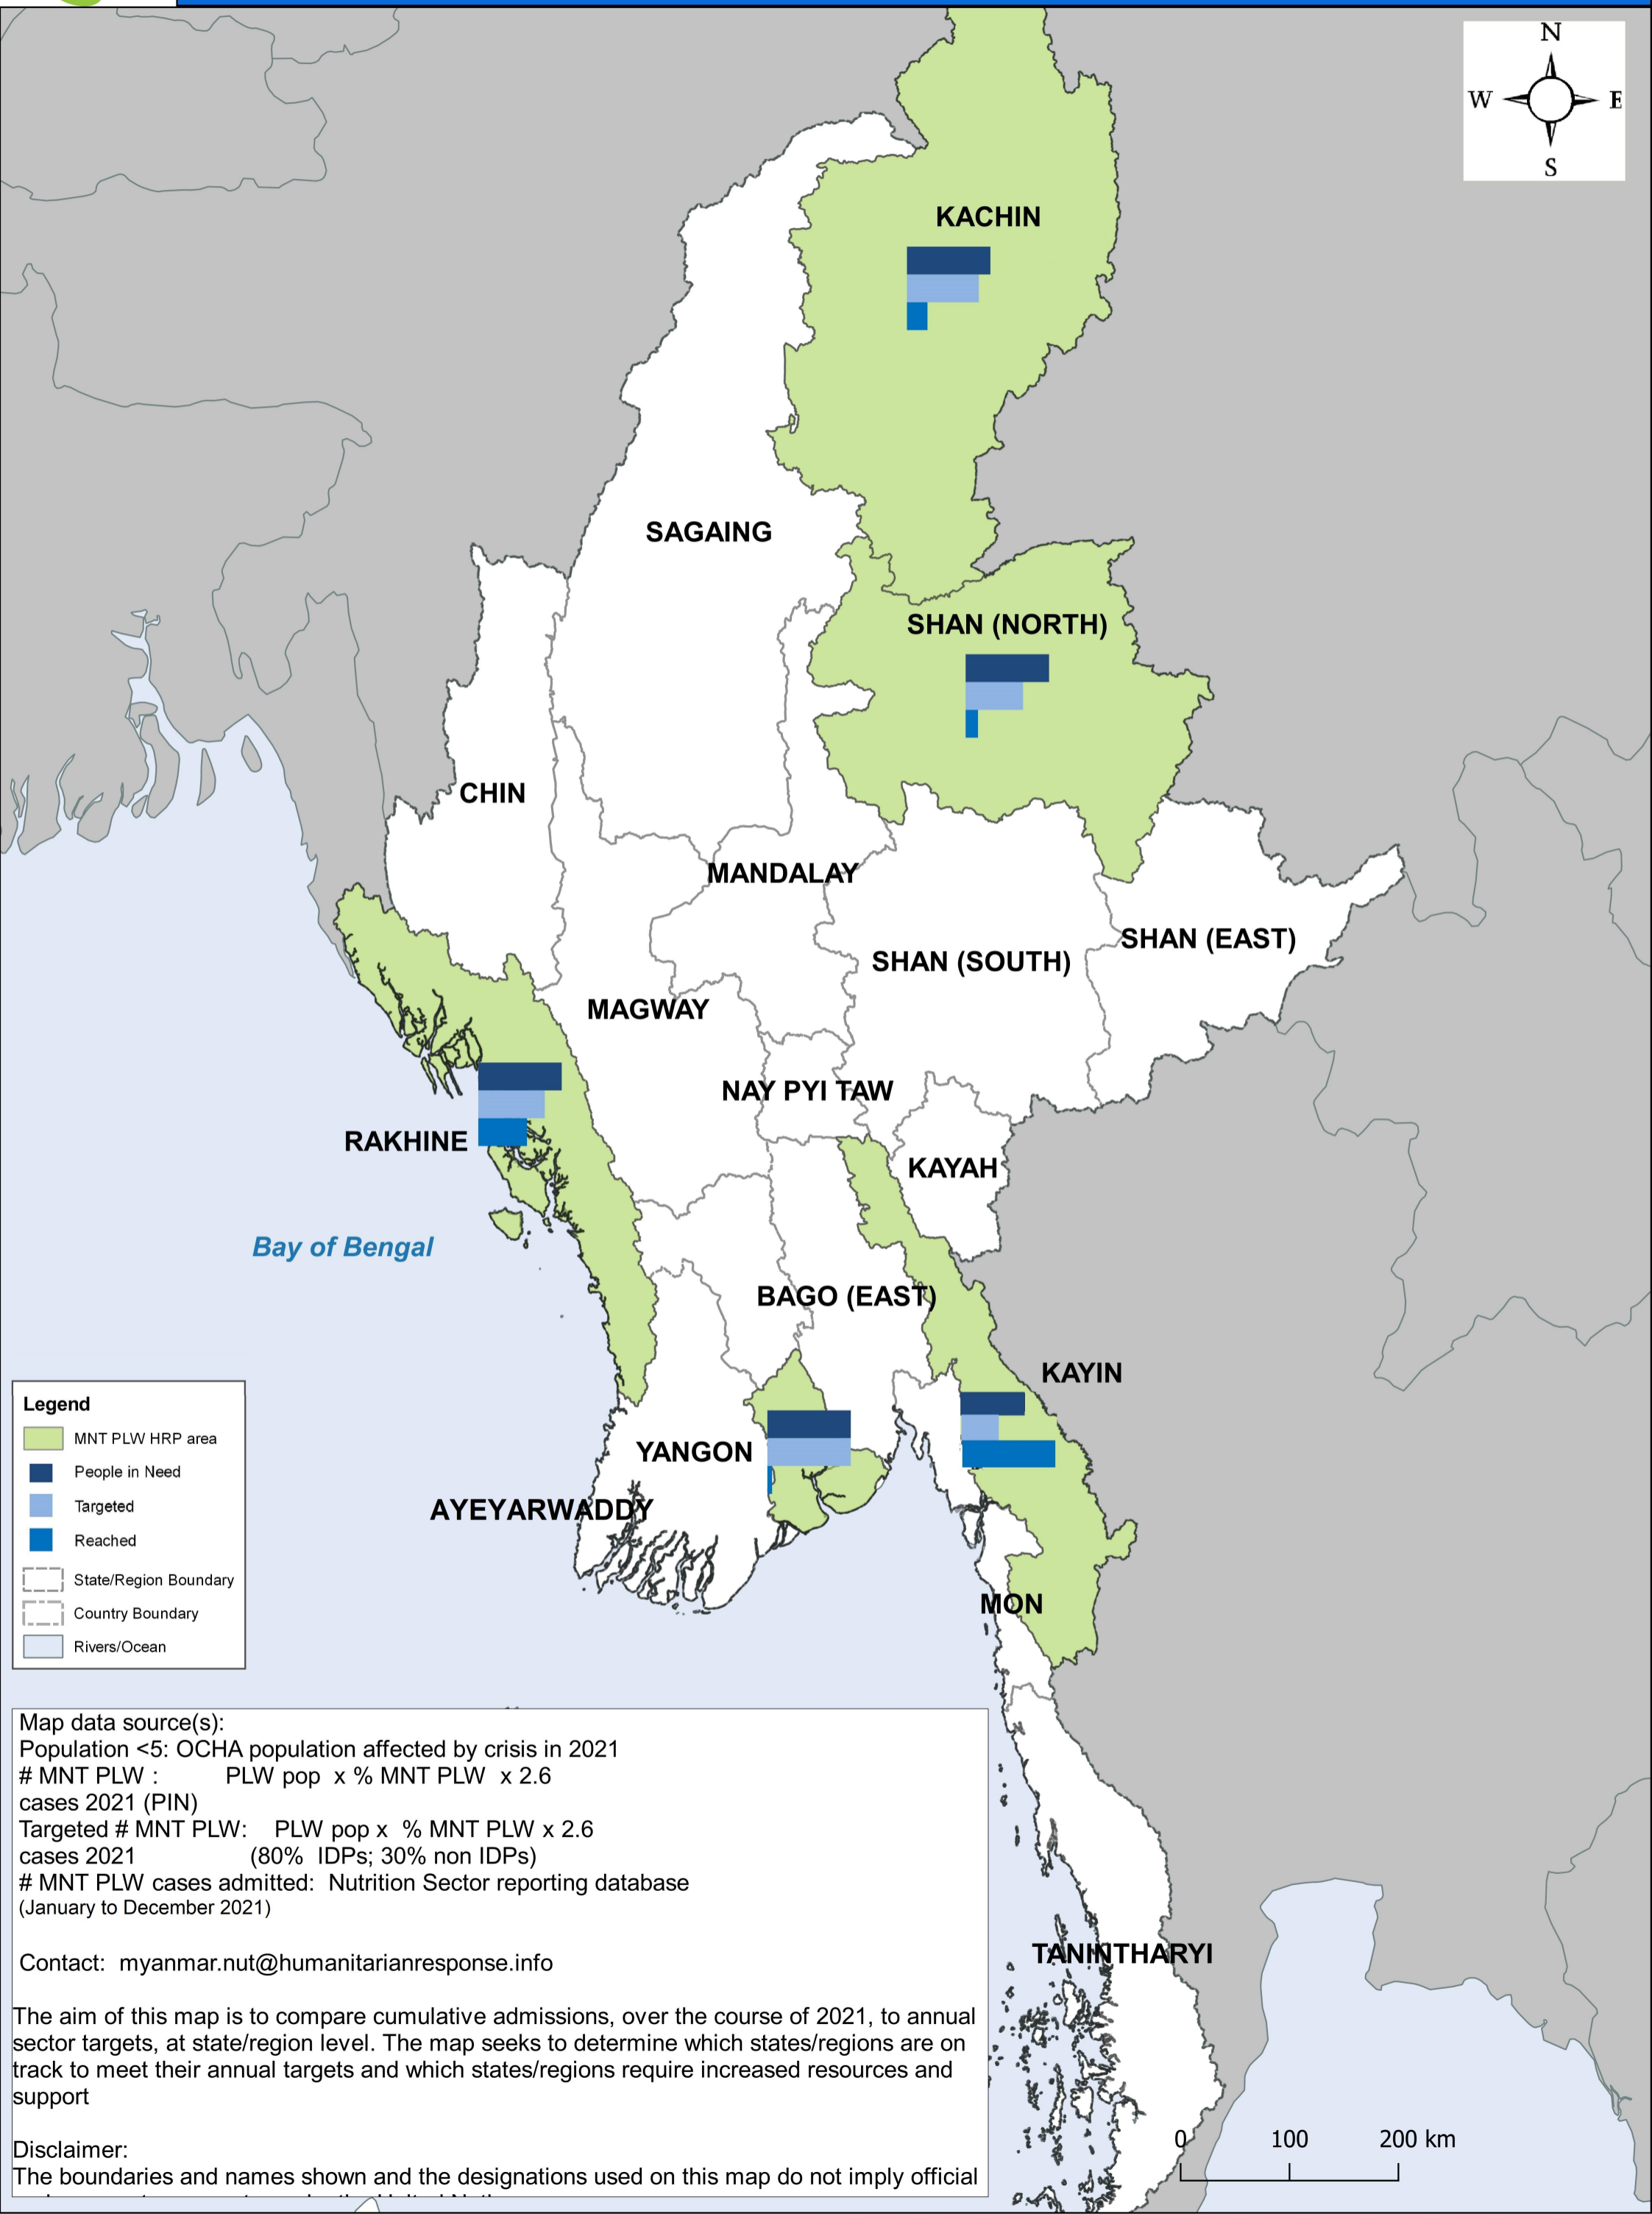 N
W E
S
KACHIN
SAGAING
SHAN (NORTH)
CHIN
MANDALAY
SHAN (EAST)
SHAN (SOUTH)
MAGWAY
NAY PYI TAW
RAKHINE
KAYAH
Bay of Bengal
BAGO (EAST)
KAYIN
YANGON
AYEYARWADDY
MON
TANINTHARYI
Legend
MNT PLW HRP area
People in Need
Targeted
Reached
State/Region Boundary
Country Boundary
Rivers/Ocean
Map data source(s):
Population <5: OCHA population affected by crisis in 2021
# MNT PLW : PLW pop x % MNT PLW x 2.6
cases 2021 (PIN)
Targeted # MNT PLW: PLW pop x % MNT PLW x 2.6
cases 2021 (80% IDPs; 30% non IDPs)
# MNT PLW cases admitted: Nutrition Sector reporting database
(January to December 2021)
Contact: myanmar.nut@humanitarianresponse.info
The aim of this map is to compare cumulative admissions, over the course of 2021, to annual
sector targets, at state/region level. The map seeks to determine which states/regions are on
track to meet their annual targets and which states/regions require increased resources and
support
Disclaimer:
The boundaries and names shown and the designations used on this map do not imply official
0 100 200 km